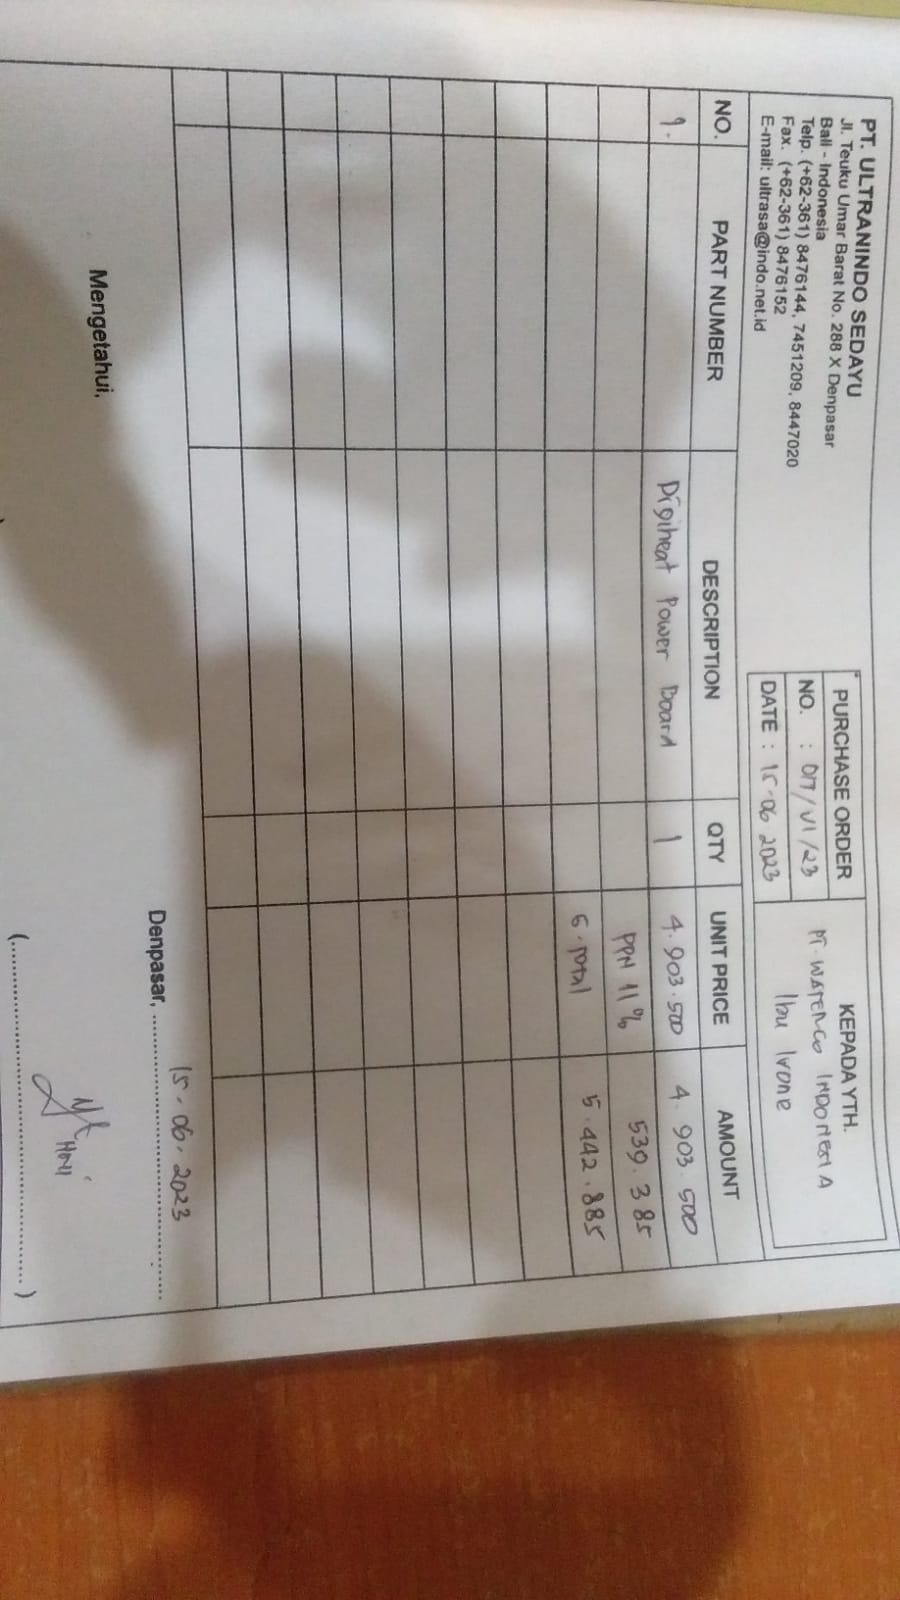 PT. ULTRANINDO SEDAYU
Jl. Teuku Umar Barat No. 288 X Denpasar
Bali - Indonesia
Telp. (+62-361) 8476144, 7451209, 8447020
Fax. (+62-361) 8476152
E-mail: ultrasa@indo.net.id
PURCHASE ORDER
NO. : 017/VI/23
DATE : 15-06 2023
KEPADA YTH.
PT. WATERCO INDONESIA
Ibu Ivone
NO. PART NUMBER DESCRIPTION QTY UNIT PRICE AMOUNT
1. Digiheat Power Board 1 4.903.500 4.903.500
PPN 11% 539.385
G.Total 5.442.885
Denpasar, 15-06-2023
Mengetahui,
(.......................................)